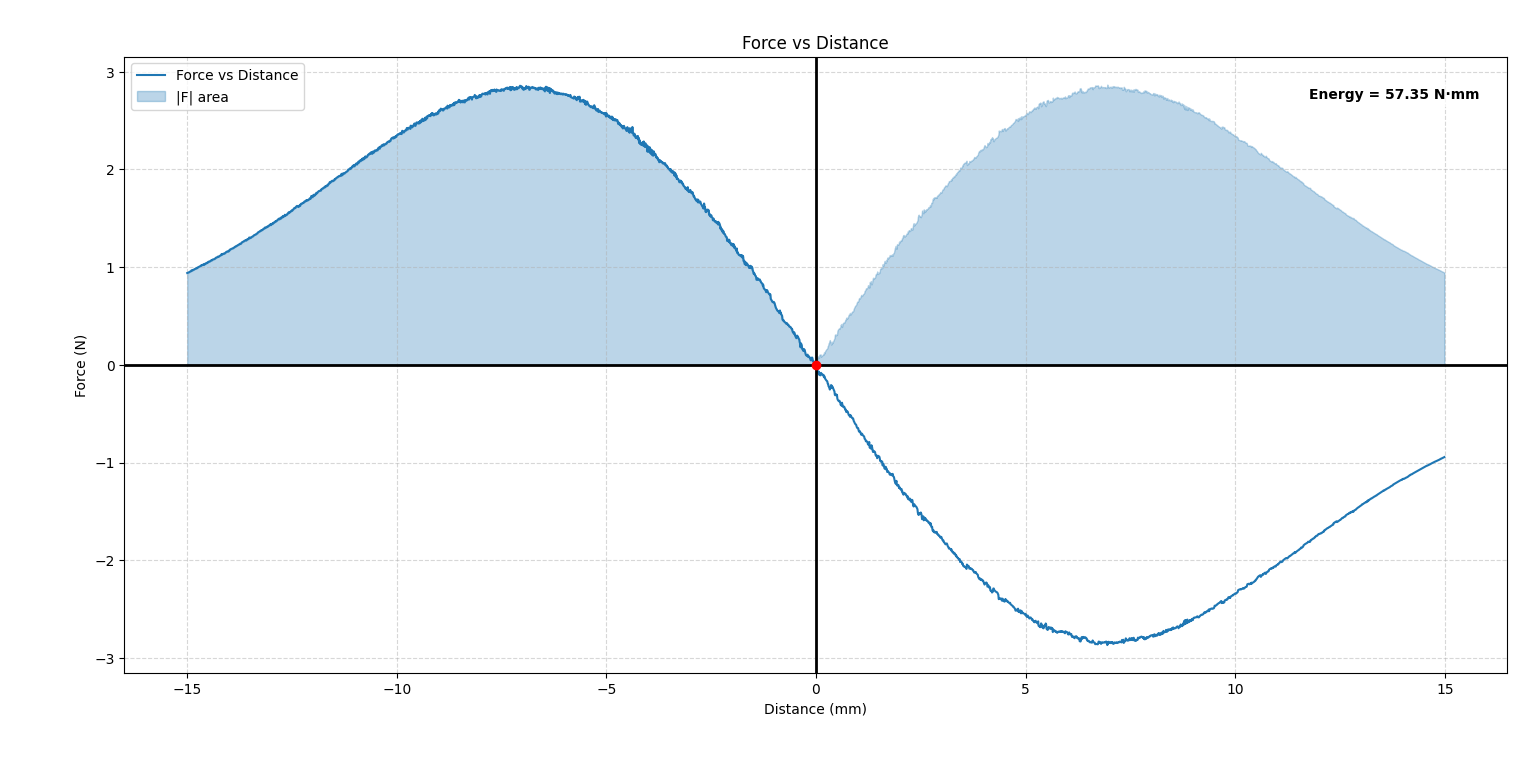 Force vs Distance
Force vs Distance
|F| area
Energy = 57.35 N·mm
Force (N)
3
2
1
0
−1
−2
−3
−15
−10
−5
0
5
10
15
Distance (mm)